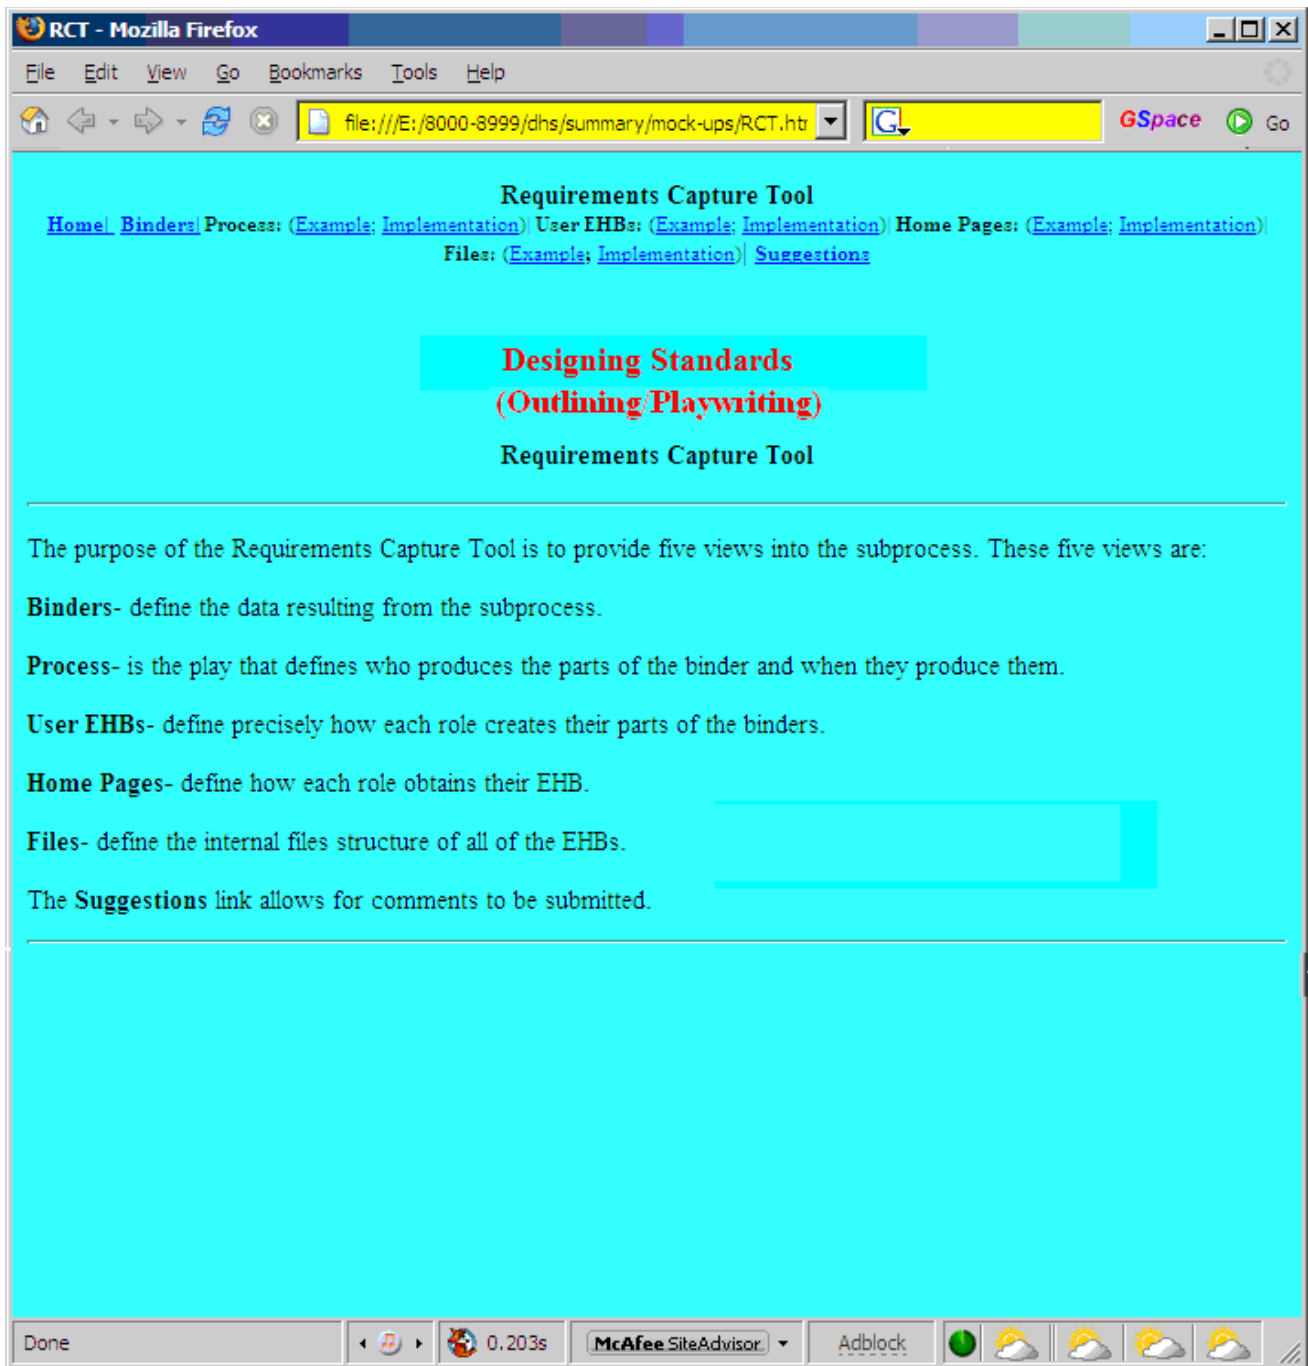 RCT - Mozilla Firefox
File Edit View Go Bookmarks Tools Help
file:///E:/8000-8999/dhs/summary/mock-ups/RCT.htr G GSpace Go
Requirements Capture Tool
Home| Binders| Process: (Example; Implementation)| User EHBs: (Example; Implementation)| Home Pages: (Example; Implementation)|
Files: (Example; Implementation)| Suggestions
Designing Standards
(Outlining/Playwriting)
Requirements Capture Tool
The purpose of the Requirements Capture Tool is to provide five views into the subprocess. These five views are:
Binders- define the data resulting from the subprocess.
Process- is the play that defines who produces the parts of the binder and when they produce them.
User EHBs- define precisely how each role creates their parts of the binders.
Home Pages- define how each role obtains their EHB.
Files- define the internal files structure of all of the EHBs.
The Suggestions link allows for comments to be submitted.
Done 0.203s McAfee SiteAdvisor Adblock